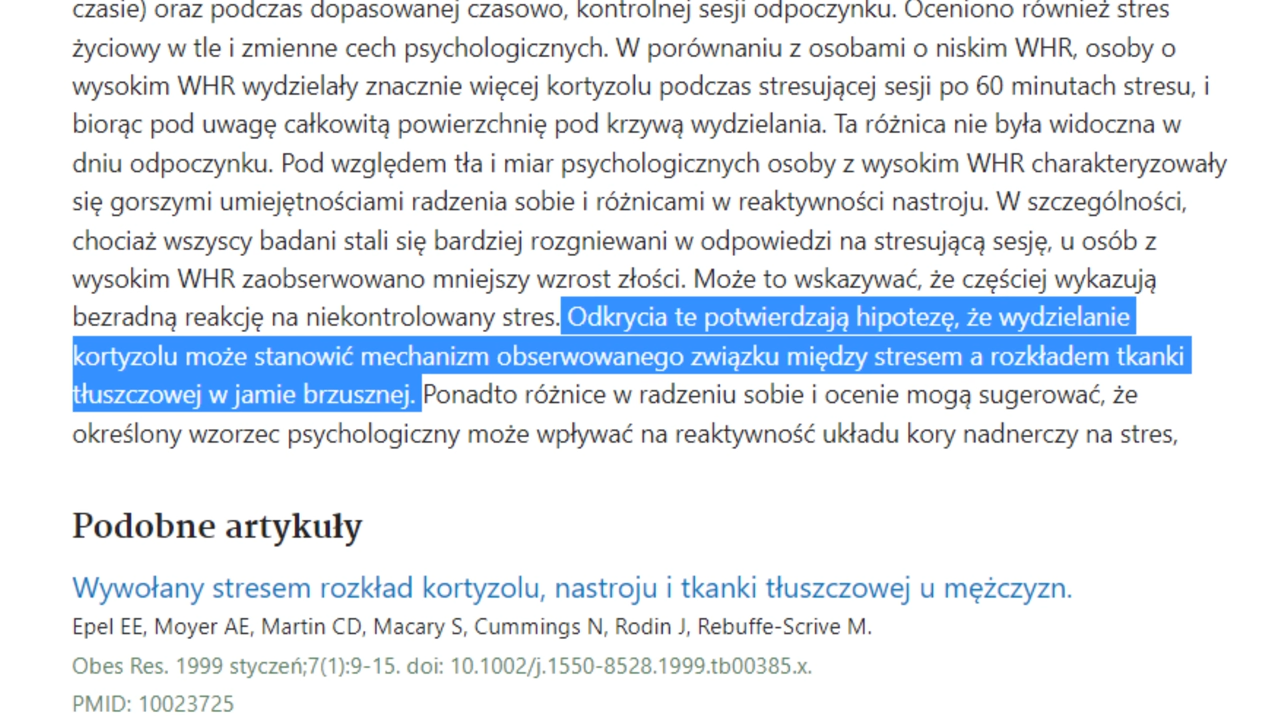 czasie) oraz podczas dopasowanej czasowo, kontrolnej sesji odpoczynku. Oceniono również stres
życiowy w tle i zmienne cech psychologicznych. W porównaniu z osobami o niskim WHR, osoby o
wysokim WHR wydzielały znacznie więcej kortyzolu podczas stresującej sesji po 60 minutach stresu, i
biorąc pod uwagę całkowitą powierzchnię pod krzywą wydzielania. Ta różnica nie była widoczna w
dniu odpoczynku. Pod względem tła i miar psychologicznych osoby z wysokim WHR charakteryzowały
się gorszymi umiejętnościami radzenia sobie i różnicami w reaktywności nastroju. W szczególności,
chociaż wszyscy badani stali się bardziej rozgniewani w odpowiedzi na stresującą sesję, u osób z
wysokim WHR zaobserwowano mniejszy wzrost złości. Może to wskazywać, że częściej wykazują
bezradną reakcję na niekontrolowany stres. Odkrycia te potwierdzają hipotezę, że wydzielanie
kortyzolu może stanowić mechanizm obserwowanego związku między stresem a rozkładem tkanki
tłuszczowej w jamie brzusznej. Ponadto różnice w radzeniu sobie i ocenie mogą sugerować, że
określony wzorzec psychologiczny może wpływać na reaktywność układu kory nadnerczy na stres,
Podobne artykuły
Wywołany stresem rozkład kortyzolu, nastroju i tkanki tłuszczowej u mężczyzn.
Epel EE, Moyer AE, Martin CD, Macary S, Cummings N, Rodin J, Rebuffe-Scrive M.
Obes Res. 1999 styczeń;7(1):9-15. doi: 10.1002/j.1550-8528.1999.tb00385.x.
PMID: 10023725